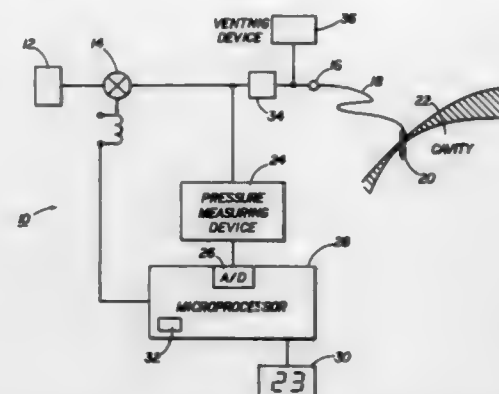 VENTNIG
DEVICE
36
12
14
16
18
34
22
CAVITY
20
24
PRESSURE
MEASURING
DEVICE
10
26
28
A/D
MICROPROCESSOR
32
30
23